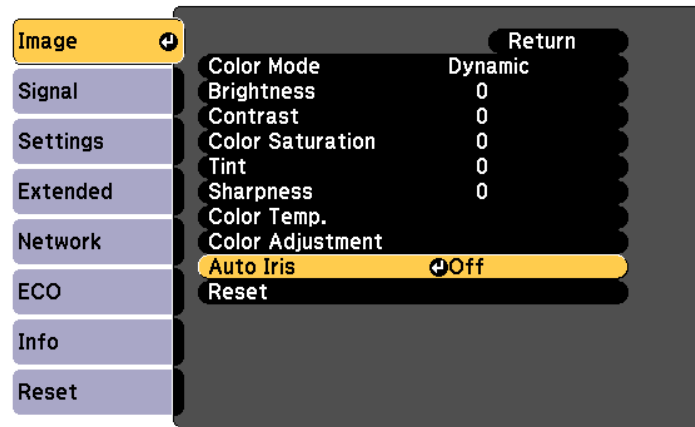 Image
Signal
Settings
Extended
Network
ECO
Info
Reset
Return
Color Mode Dynamic
Brightness 0
Contrast 0
Color Saturation 0
Tint 0
Sharpness 0
Color Temp.
Color Adjustment
Auto Iris Off
Reset